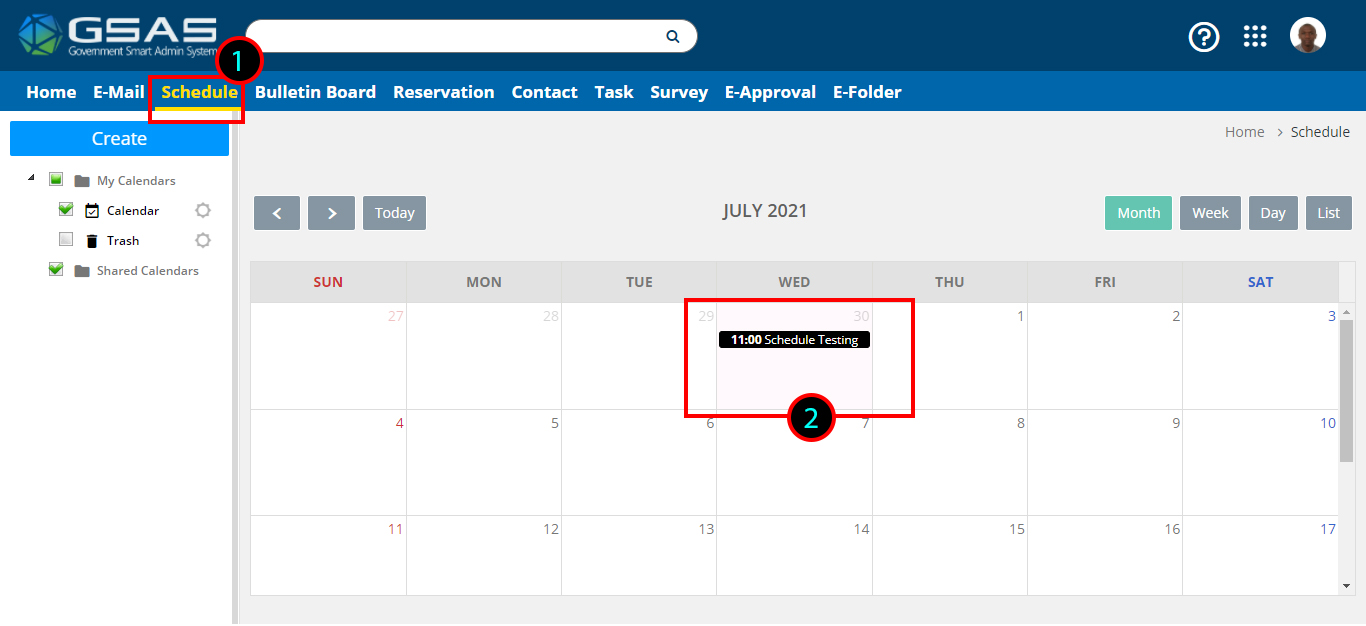 GSAS
Government Smart Admin System
1
Home E-Mail Schedule Bulletin Board Reservation Contact Task Survey E-Approval E-Folder
Create
Home > Schedule
My Calendars
Calendar
Trash
Shared Calendars
< > Today
JULY 2021
Month Week Day List
SUN MON TUE WED THU FRI SAT
27 28 29 30 1 2 3
11:00 Schedule Testing
2
4 5 6 7 8 9 10
11 12 13 14 15 16 17